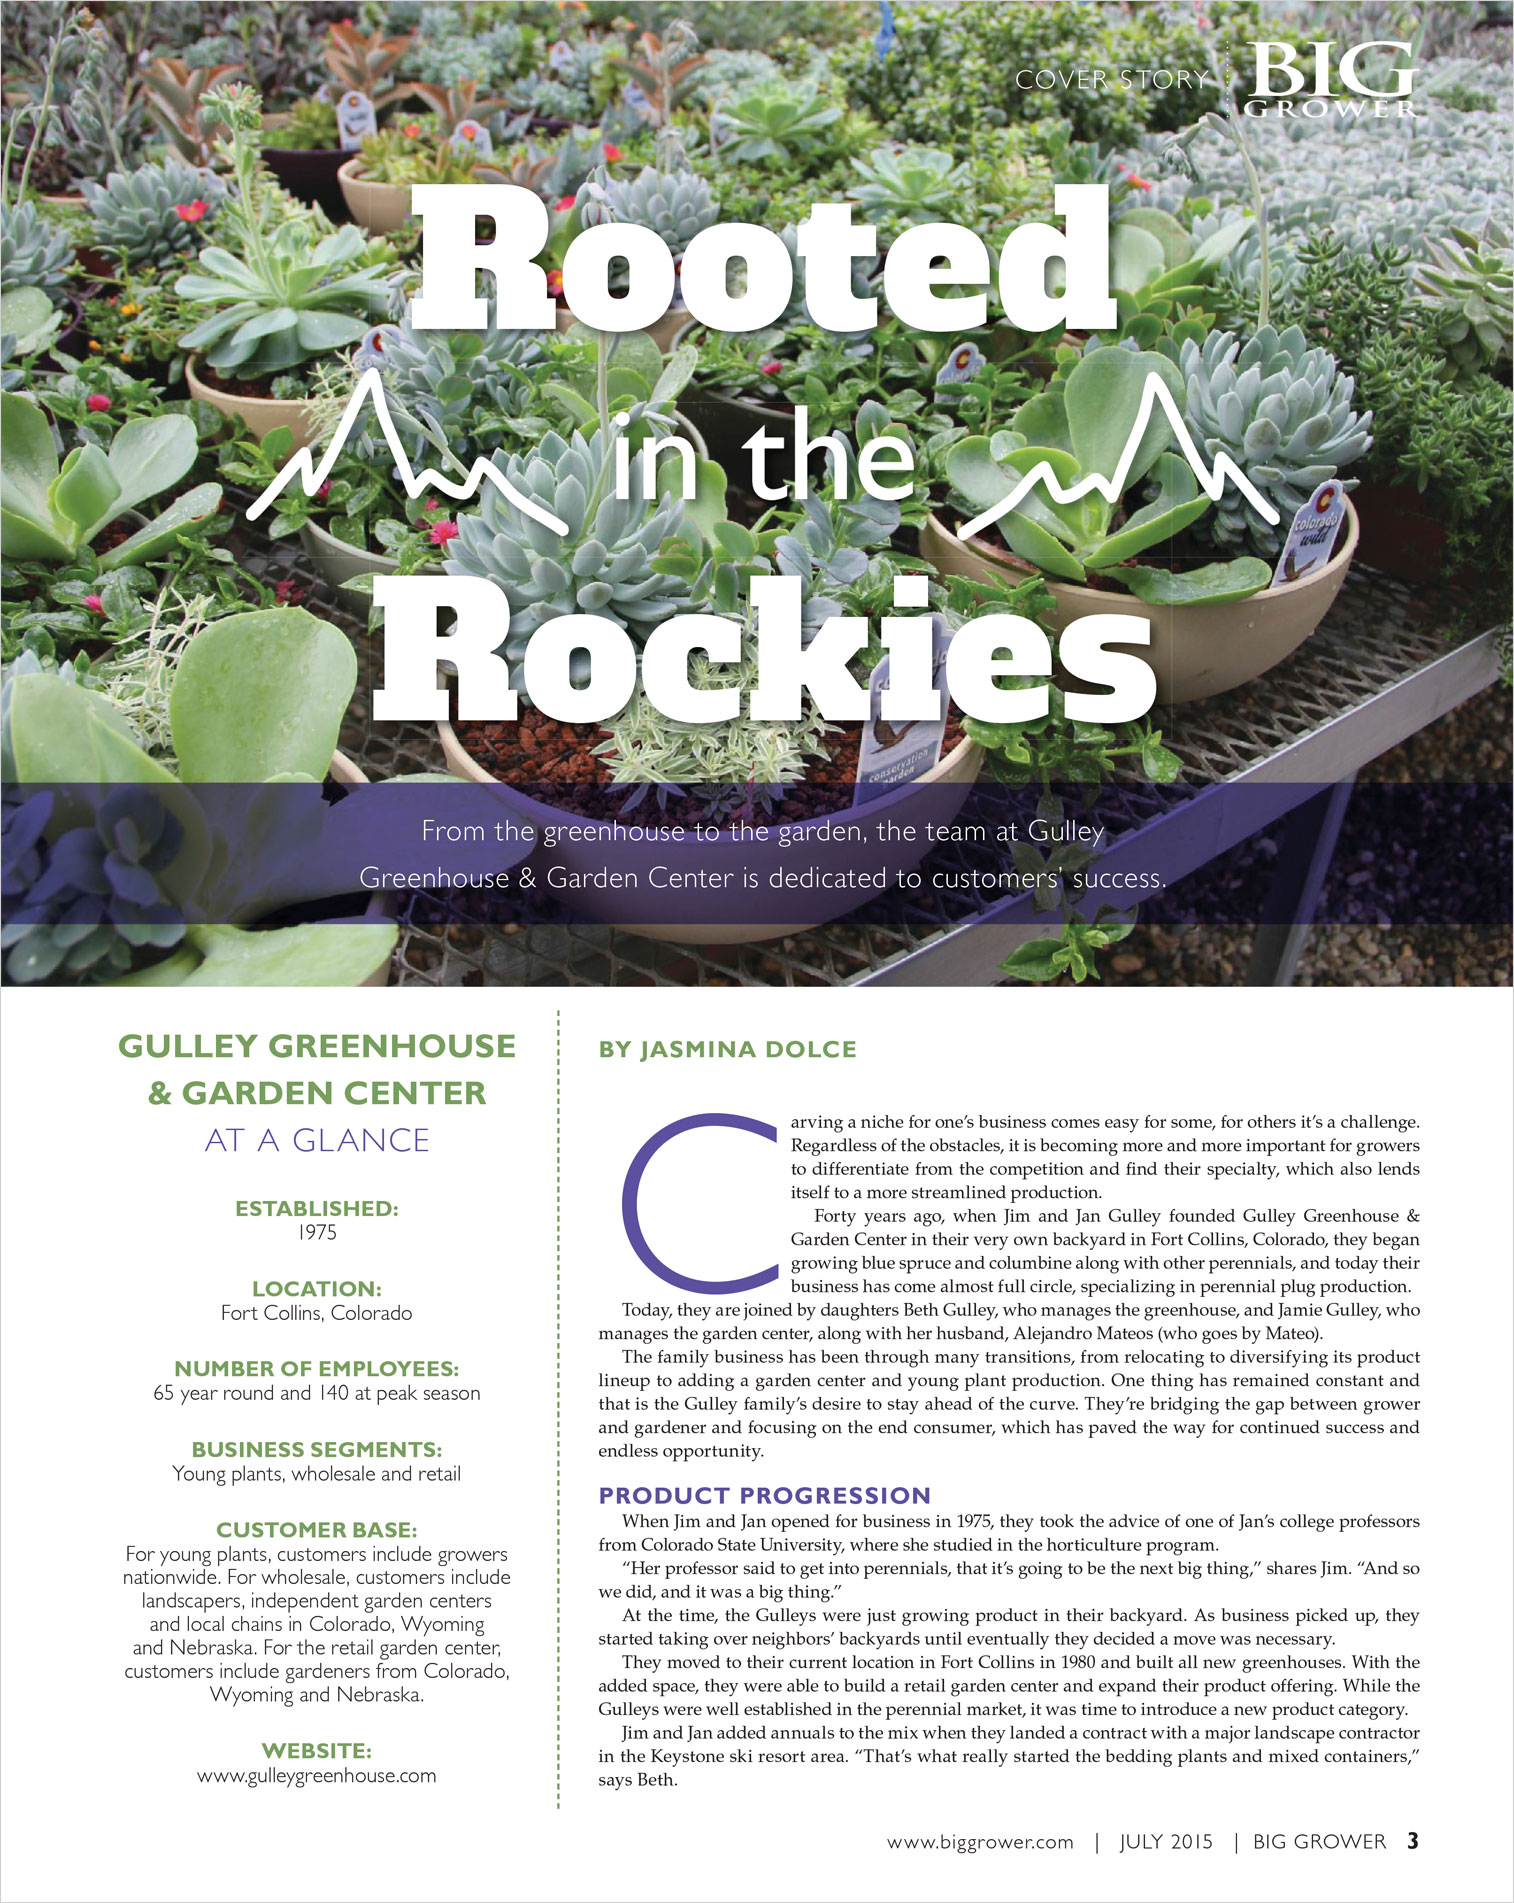 COVER STORY
BIG
GROWER
Rooted
in the
Rockies
colorado
wild
conservation
garden
From the greenhouse to the garden, the team at Gulley
Greenhouse & Garden Center is dedicated to customers’ success.
GULLEY GREENHOUSE
& GARDEN CENTER
AT A GLANCE
ESTABLISHED:
1975
LOCATION:
Fort Collins, Colorado
NUMBER OF EMPLOYEES:
65 year round and 140 at peak season
BUSINESS SEGMENTS:
Young plants, wholesale and retail
CUSTOMER BASE:
For young plants, customers include growers
nationwide. For wholesale, customers include
landscapers, independent garden centers
and local chains in Colorado, Wyoming
and Nebraska. For the retail garden center,
customers include gardeners from Colorado,
Wyoming and Nebraska.
WEBSITE:
www.gulleygreenhouse.com
BY JASMINA DOLCE
Carving a niche for one’s business comes easy for some, for others it’s a challenge.
Regardless of the obstacles, it is becoming more and more important for growers
to differentiate from the competition and find their specialty, which also lends
itself to a more streamlined production.
Forty years ago, when Jim and Jan Gulley founded Gulley Greenhouse &
Garden Center in their very own backyard in Fort Collins, Colorado, they began
growing blue spruce and columbine along with other perennials, and today their
business has come almost full circle, specializing in perennial plug production.
Today, they are joined by daughters Beth Gulley, who manages the greenhouse, and Jamie Gulley, who
manages the garden center, along with her husband, Alejandro Mateos (who goes by Mateo).
The family business has been through many transitions, from relocating to diversifying its product
lineup to adding a garden center and young plant production. One thing has remained constant and
that is the Gulley family’s desire to stay ahead of the curve. They’re bridging the gap between grower
and gardener and focusing on the end consumer, which has paved the way for continued success and
endless opportunity.
PRODUCT PROGRESSION
When Jim and Jan opened for business in 1975, they took the advice of one of Jan’s college professors
from Colorado State University, where she studied in the horticulture program.
“Her professor said to get into perennials, that it’s going to be the next big thing,” shares Jim. “And so
we did, and it was a big thing.”
At the time, the Gulleys were just growing product in their backyard. As business picked up, they
started taking over neighbors’ backyards until eventually they decided a move was necessary.
They moved to their current location in Fort Collins in 1980 and built all new greenhouses. With the
added space, they were able to build a retail garden center and expand their product offering. While the
Gulleys were well established in the perennial market, it was time to introduce a new product category.
Jim and Jan added annuals to the mix when they landed a contract with a major landscape contractor
in the Keystone ski resort area. “That’s what really started the bedding plants and mixed containers,”
says Beth.
www.biggrower.com | JULY 2015 | BIG GROWER 3